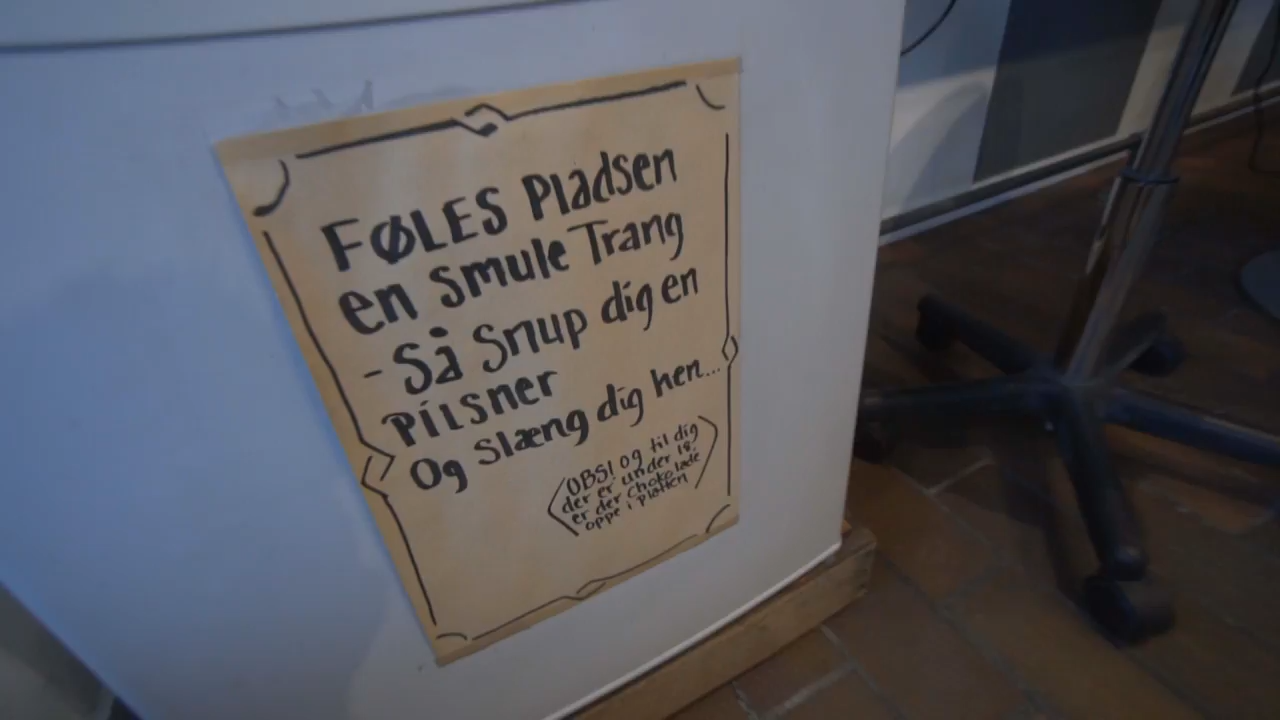 FØLES Pladsen
en smule Trang
- Så Snup dig en
Pilsner
Og Slæng dig hen...
OBS! og til dig
der er under 18,
er der Chokolade
oppe i Platten